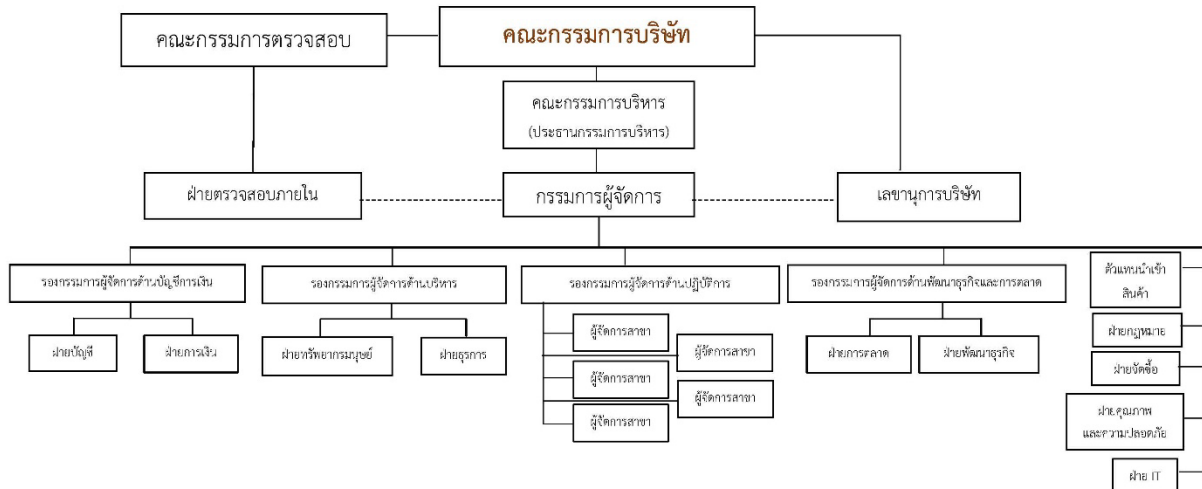 คณะกรรมการตรวจสอบ
คณะกรรมการบริษัท
คณะกรรมการบริหาร
(ประธานกรรมการบริหาร)
ฝ่ายตรวจสอบภายใน
กรรมการผู้จัดการ
เลขานุการบริษัท
รองกรรมการผู้จัดการด้านบัญชีการเงิน
รองกรรมการผู้จัดการด้านบริหาร
รองกรรมการผู้จัดการด้านปฏิบัติการ
รองกรรมการผู้จัดการด้านพัฒนาธุรกิจและการตลาด
ตัวแทนนำเข้า
สินค้า
ฝ่ายบัญชี
ฝ่ายการเงิน
ฝ่ายทรัพยากรมนุษย์
ฝ่ายธุรการ
ผู้จัดการสาขา
ผู้จัดการสาขา
ผู้จัดการสาขา
ผู้จัดการสาขา
ผู้จัดการสาขา
ฝ่ายการตลาด
ฝ่ายพัฒนาธุรกิจ
ฝ่ายกฎหมาย
ฝ่ายจัดซื้อ
ฝ่ายคุณภาพ
และความปลอดภัย
ฝ่าย IT